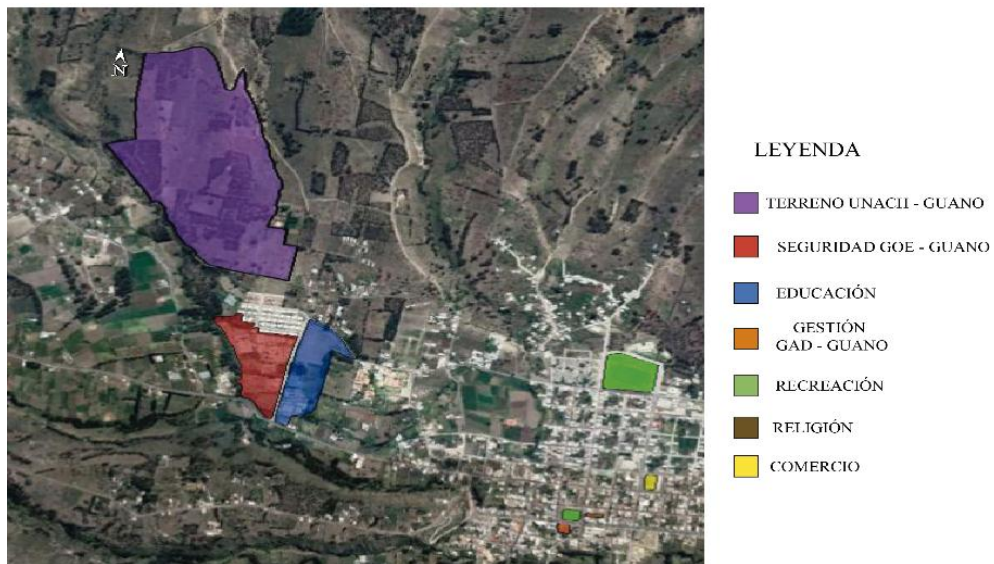 N
LEYENDA
TERRENO UNACH - GUANO
SEGURIDAD GOE - GUANO
EDUCACIÓN
GESTIÓN
GAD - GUANO
RECREACIÓN
RELIGIÓN
COMERCIO